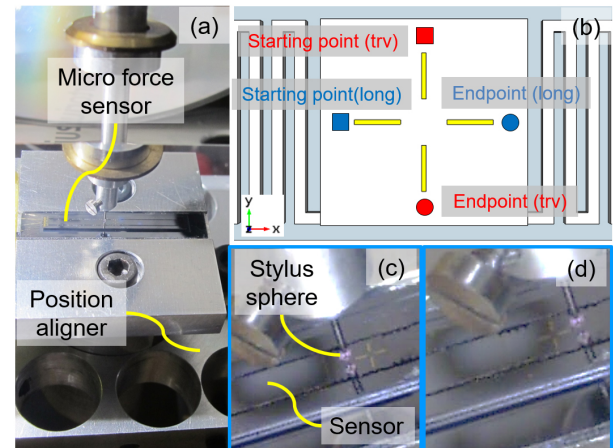 (a)
Micro force
sensor
Position
aligner
(b)
Starting point (trv)
Starting point(long)
Endpoint (long)
Endpoint (trv)
y
z
x
(c)
Stylus
sphere
Sensor
(d)